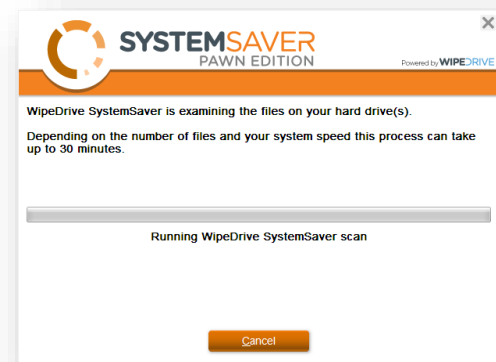 SYSTEMSAVER
PAWN EDITION
Powered by WIPEDRIVE
WipeDrive SystemSaver is examining the files on your hard drive(s).
Depending on the number of files and your system speed this process can take
up to 30 minutes.
Running WipeDrive SystemSaver scan
Cancel